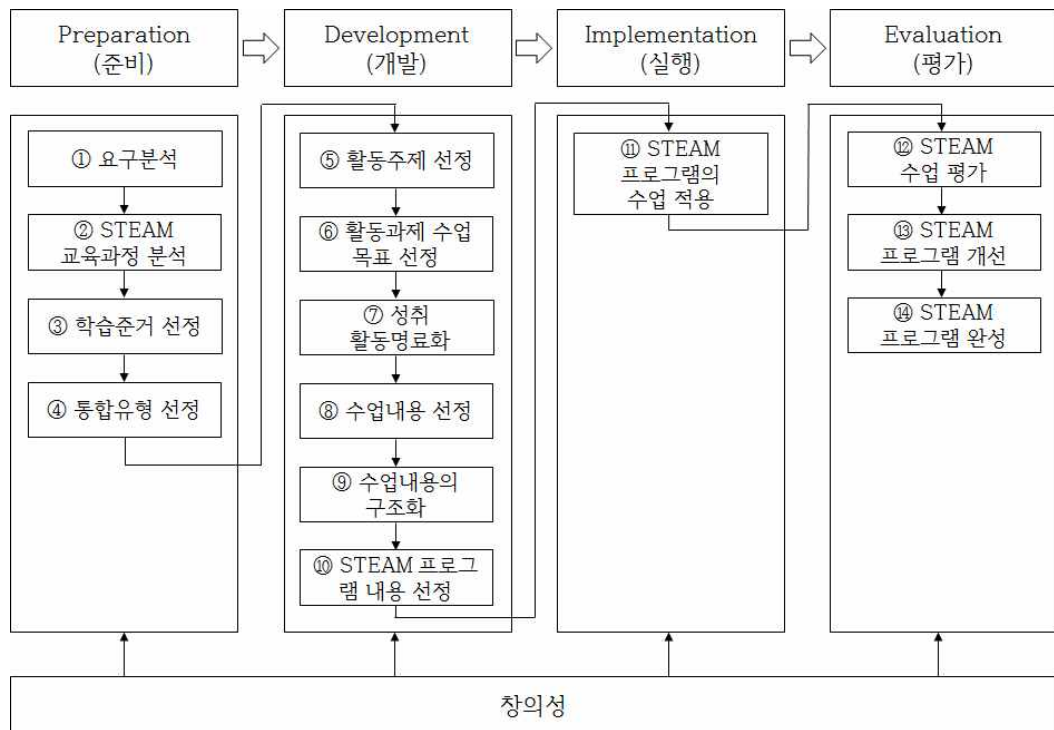 Preparation
(준비)
Development
(개발)
Implementation
(실행)
Evaluation
(평가)
① 요구분석
② STEAM
교육과정 분석
③ 학습준거 선정
④ 통합유형 선정
⑤ 활동주제 선정
⑥ 활동과제 수업
목표 선정
⑦ 성취
활동명료화
⑧ 수업내용 선정
⑨ 수업내용의
구조화
⑩ STEAM 프로그
램 내용 선정
⑪ STEAM
프로그램의
수업 적용
⑫ STEAM
수업 평가
⑬ STEAM
프로그램 개선
⑭ STEAM
프로그램 완성
창의성